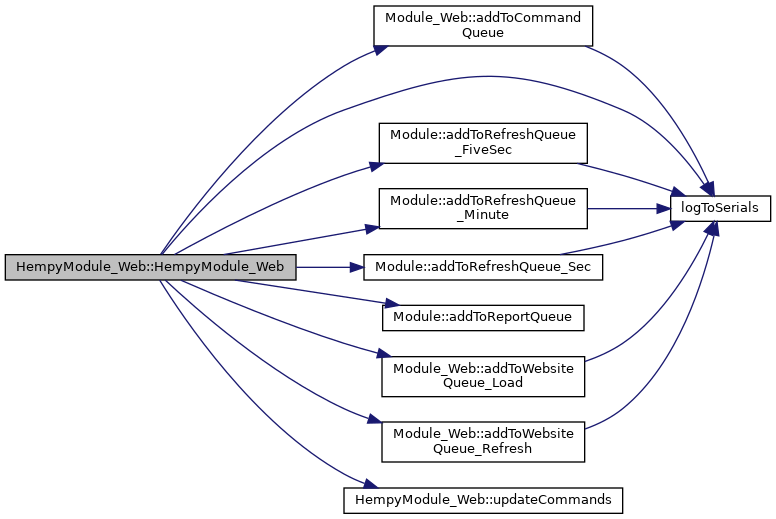 Module_Web::addToCommand
Queue
Module::addToRefreshQueue
_FiveSec
Module::addToRefreshQueue
_Minute
logToSerials
HempyModule_Web::HempyModule_Web
Module::addToRefreshQueue_Sec
Module::addToReportQueue
Module_Web::addToWebsite
Queue_Load
Module_Web::addToWebsite
Queue_Refresh
HempyModule_Web::updateCommands